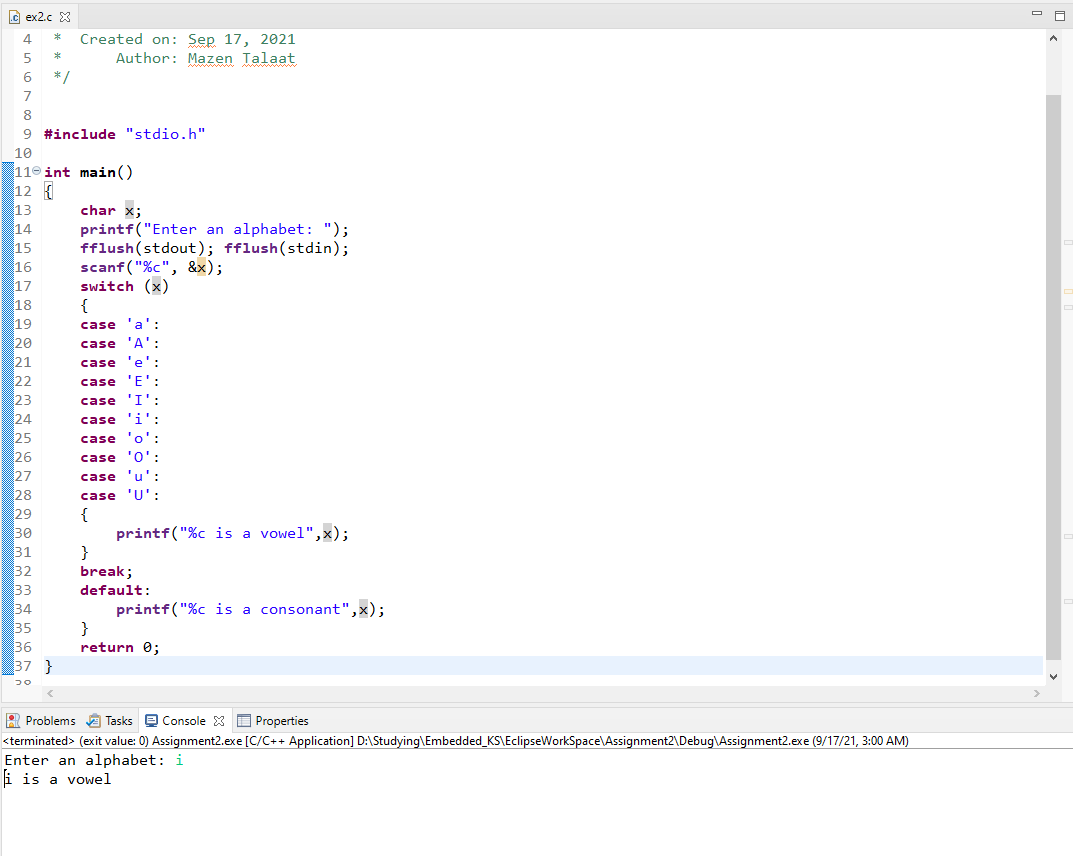 ex2.c
4 * Created on: Sep 17, 2021
5 * Author: Mazen Talaat
6 */
7
8
9 #include "stdio.h"
10
11 int main()
12 {
13 char x;
14 printf("Enter an alphabet: ");
15 fflush(stdout); fflush(stdin);
16 scanf("%c", &x);
17 switch (x)
18 {
19 case 'a':
20 case 'A':
21 case 'e':
22 case 'E':
23 case 'I':
24 case 'i':
25 case 'o':
26 case 'O':
27 case 'u':
28 case 'U':
29 {
30 printf("%c is a vowel",x);
31 }
32 break;
33 default:
34 printf("%c is a consonant",x);
35 }
36 return 0;
37 }
38
Problems Tasks Console Properties
<terminated> (exit value: 0) Assignment2.exe [C/C++ Application] D:\Studying\Embedded_KS\EclipseWorkSpace\Assignment2\Debug\Assignment2.exe (9/17/21, 3:00 AM)
Enter an alphabet: i
i is a vowel